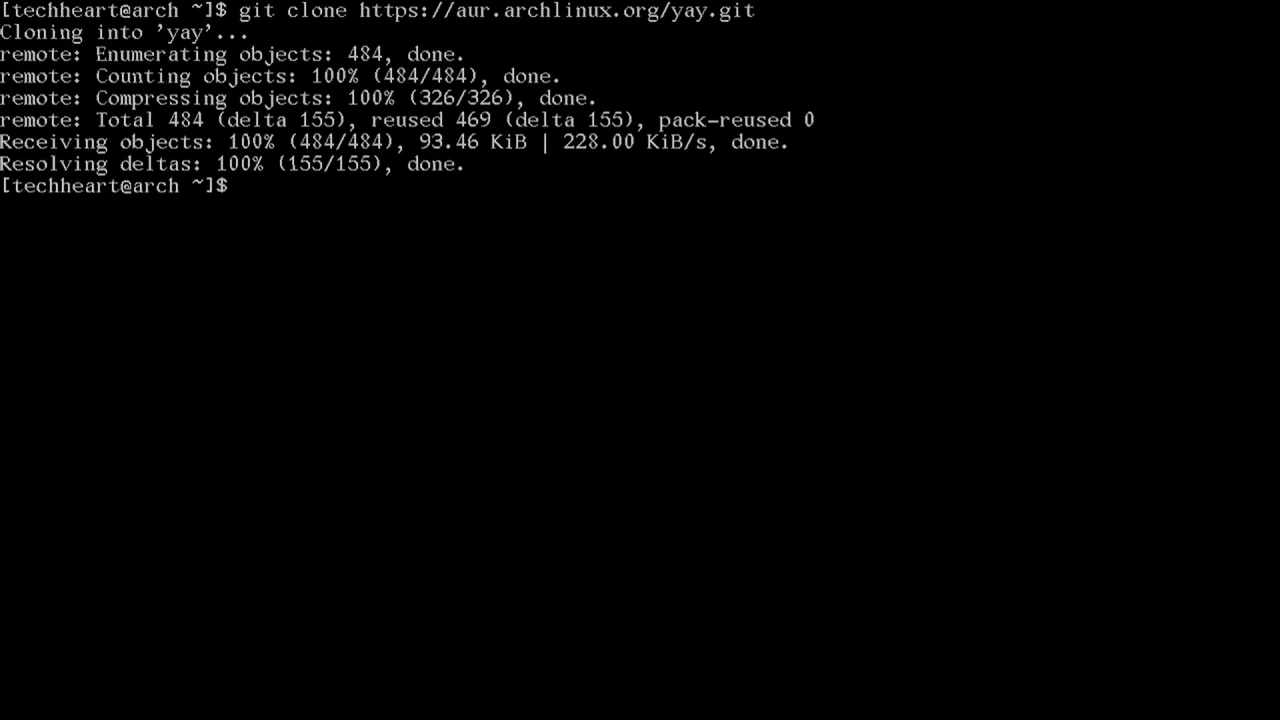 [techheart@arch ~]$ git clone https://aur.archlinux.org/yay.git
Cloning into 'yay'...
remote: Enumerating objects: 484, done.
remote: Counting objects: 100% (484/484), done.
remote: Compressing objects: 100% (326/326), done.
remote: Total 484 (delta 155), reused 469 (delta 155), pack-reused 0
Receiving objects: 100% (484/484), 93.46 KiB | 228.00 KiB/s, done.
Resolving deltas: 100% (155/155), done.
[techheart@arch ~]$